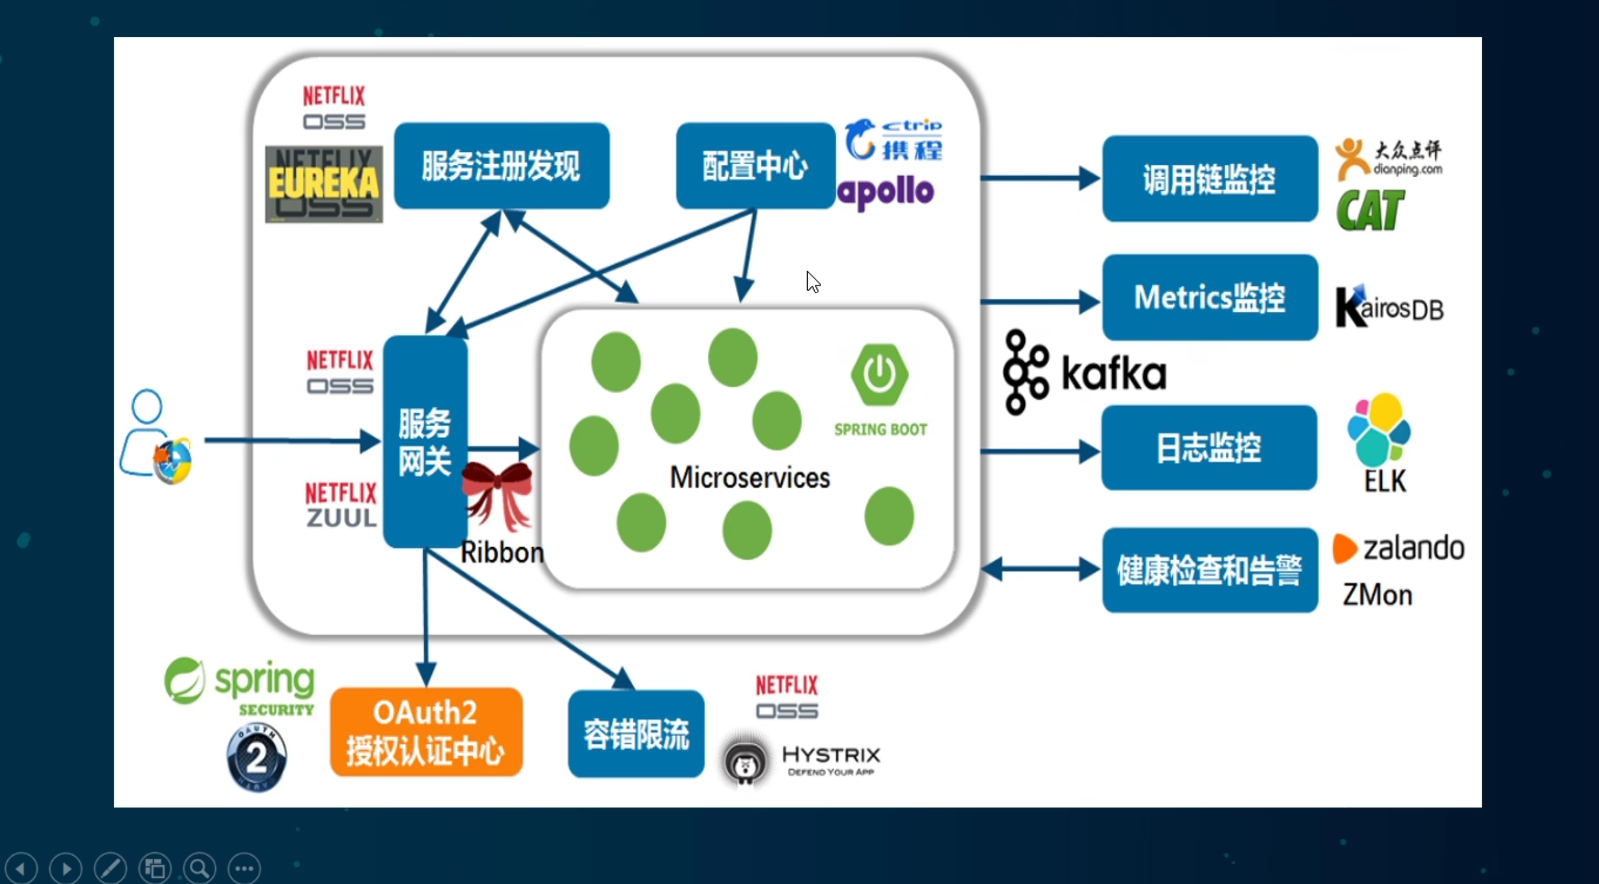 NETFLIX
OSS
NETFLIX
EUREKA
OSS
服务注册发现
配置中心
ctrip
携程
apollo
调用链监控
大众点评
dianping.com
CAT
Metrics监控
KairosDB
kafka
NETFLIX
OSS
服务
网关
NETFLIX
ZUUL
Ribbon
SPRING BOOT
Microservices
日志监控
ELK
健康检查和告警
zalando
ZMon
spring
SECURITY
OAUTH
2
OAuth2
授权认证中心
容错限流
NETFLIX
OSS
HYSTRIX
DEFEND YOUR APP